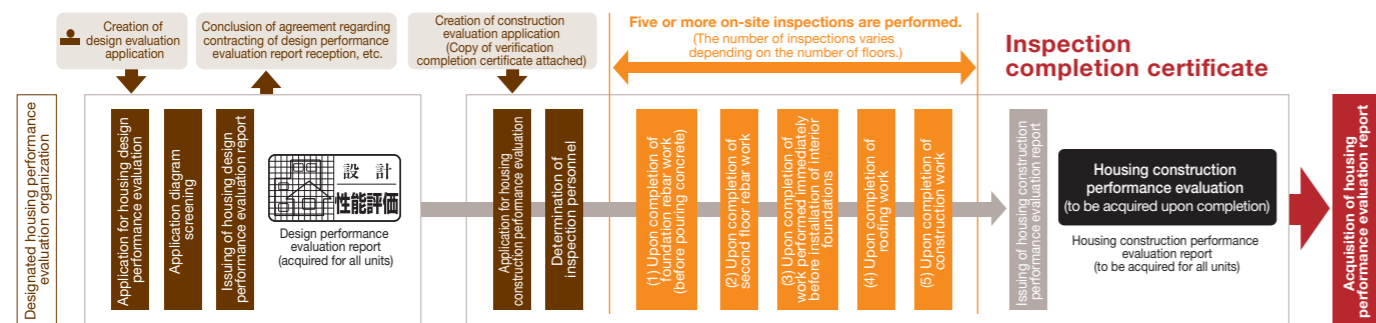 Creation of
design evaluation
application
Conclusion of agreement regarding
contracting of design performance
evaluation report reception, etc.
Creation of construction
evaluation application
(Copy of verification
completion certificate attached)
Five or more on-site inspections are performed.
(The number of inspections varies
depending on the number of floors.)
Inspection
completion certificate
Designated housing performance
evaluation organization
Application for housing design
performance evaluation
Application diagram
screening
Issuing of housing design
performance evaluation report
設計
性能評価
Design performance
evaluation report
(acquired for all units)
Application for housing
construction performance evaluation
Determination of
inspection personnel
(1) Upon completion of
foundation rebar work
(before pouring concrete)
(2) Upon completion of
second floor rebar work
(3) Upon completion of
work performed immediately
before installation of interior
foundations
(4) Upon completion of
roofing work
(5) Upon completion of
construction work
Issuing of housing construction
performance evaluation report
Housing construction
performance evaluation
(to be acquired upon completion)
Housing construction performance
evaluation report
(to be acquired for all units)
Acquisition of housing
performance evaluation report